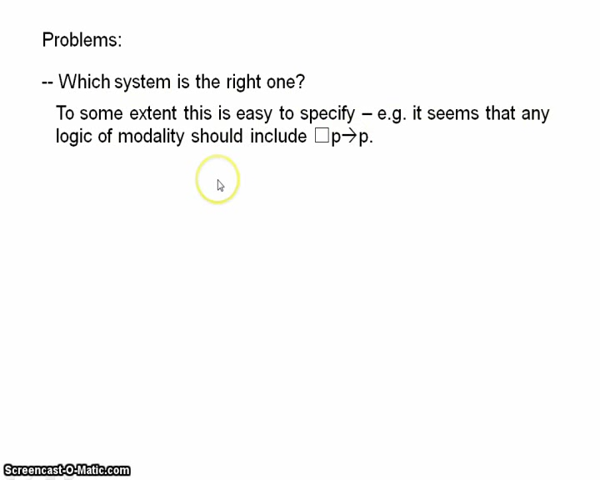 Problems:
-- Which system is the right one?
To some extent this is easy to specify – e.g. it seems that any
logic of modality should include □p→p.
Screencast-O-Matic.com